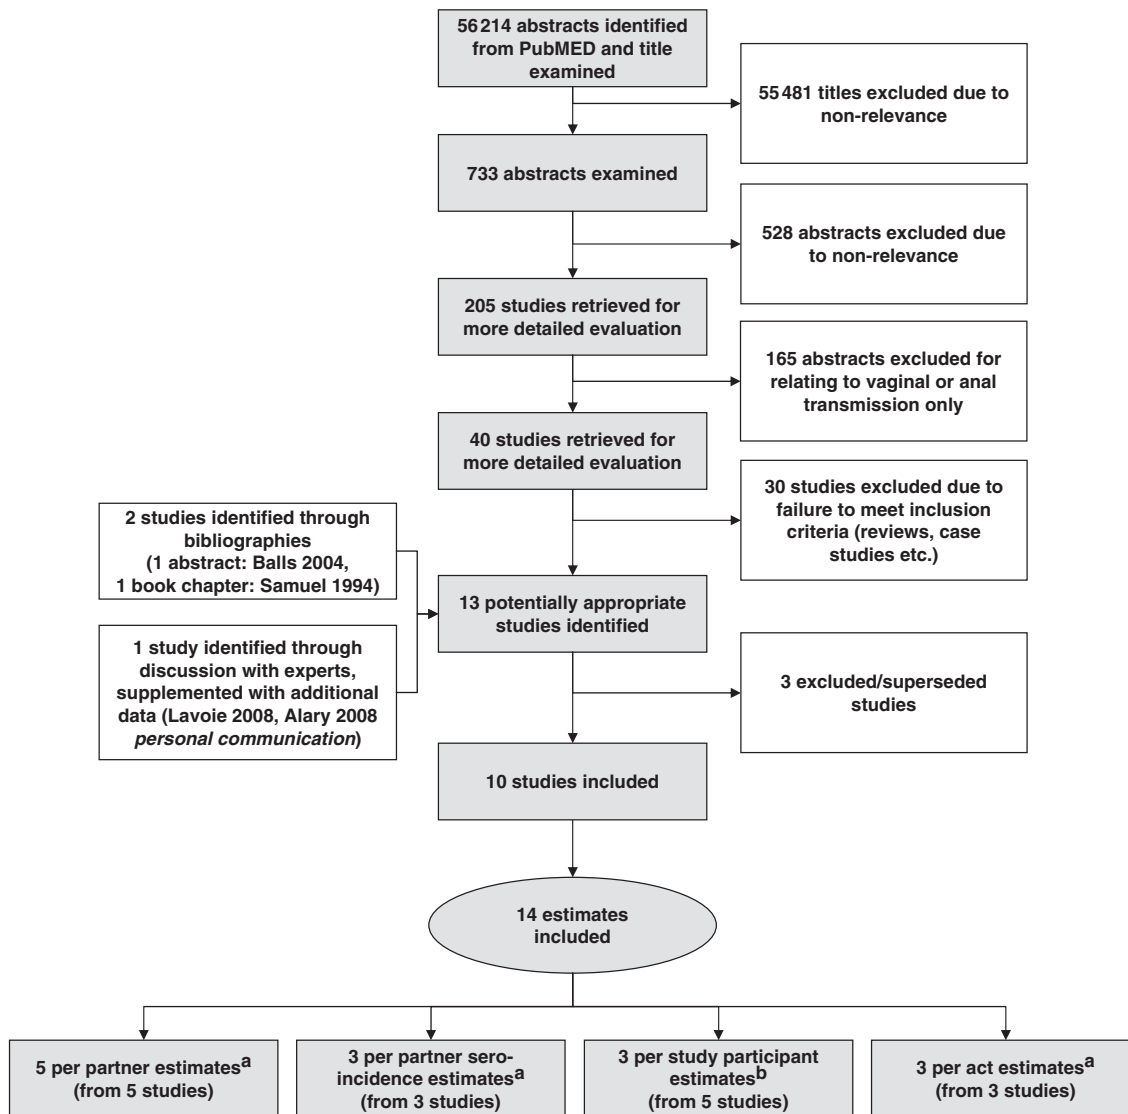 56 214 abstracts identified
from PubMED and title
examined
55 481 titles excluded due to
non-relevance
733 abstracts examined
528 abstracts excluded due
to non-relevance
205 studies retrieved for
more detailed evaluation
165 abstracts excluded for
relating to vaginal or anal
transmission only
40 studies retrieved for
more detailed evaluation
30 studies excluded due to
failure to meet inclusion
criteria (reviews, case
studies etc.)
2 studies identified through
bibliographies
(1 abstract: Balls 2004,
1 book chapter: Samuel 1994)
13 potentially appropriate
studies identified
1 study identified through
discussion with experts,
supplemented with additional
data (Lavoie 2008, Alary 2008
personal communication)
3 excluded/superseded
studies
10 studies included
14 estimates
included
5 per partner estimatesa
(from 5 studies)
3 per partner sero-
incidence estimatesa
(from 3 studies)
3 per study participant
estimatesb
(from 5 studies)
3 per act estimatesa
(from 3 studies)